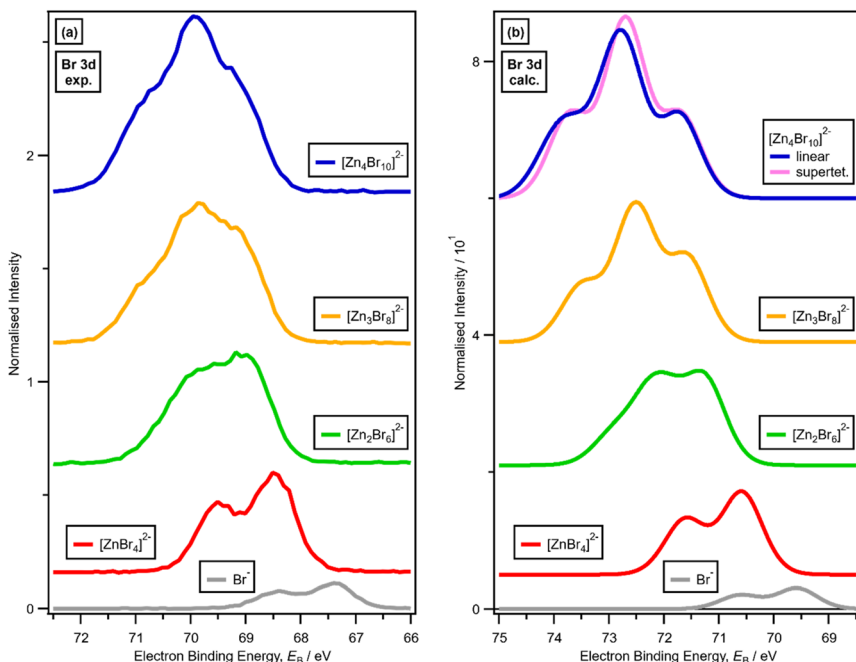 (a)
Br 3d
exp.
[Zn4Br10]2-
[Zn3Br8]2-
[Zn2Br6]2-
[ZnBr4]2-
Br-
2
1
0
Normalised Intensity
72 71 70 69 68 67 66
Electron Binding Energy, EB / eV
(b)
Br 3d
calc.
[Zn4Br10]2-
linear
supertet.
[Zn3Br8]2-
[Zn2Br6]2-
[ZnBr4]2-
Br-
8
4
0
Normalised Intensity / 10^1
75 74 73 72 71 70 69
Electron Binding Energy, EB / eV